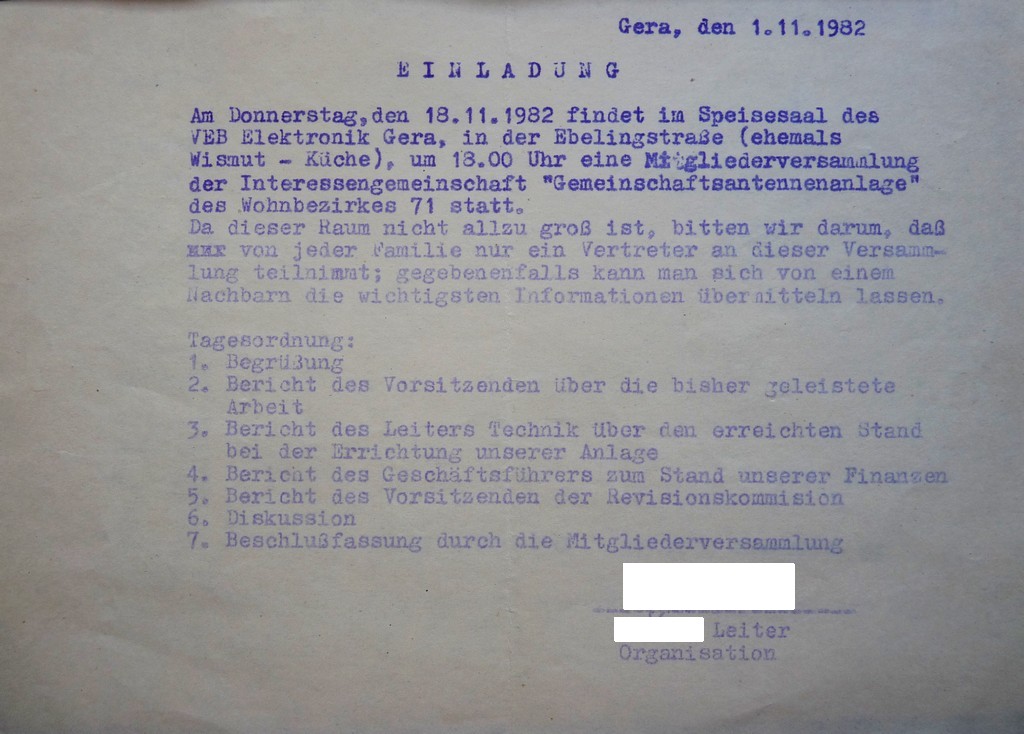 Gera, den 1.11.1982
E I N L A D U N G
Am Donnerstag,den 18.11.1982 findet im Speisesaal des
VEB Elektronik Gera, in der Ebelingstraße (ehemals
Wismut - Küche), um 18.00 Uhr eine Mitgliederversammlung
der Interessengemeinschaft "Gemeinschaftsantennenanlage"
des Wohnbezirkes 71 statt.
Da dieser Raum nicht allzu groß ist, bitten wir darum, daß
von jeder Familie nur ein Vertreter an dieser Versamm-
lung teilnimmt; gegebenenfalls kann man sich von einem
Nachbarn die wichtigsten Informationen übermitteln lassen.
Tagesordnung:
1. Begrüßung
2. Bericht des Vorsitzenden über die bisher geleistete
Arbeit
3. Bericht des Leiters Technik über den erreichten Stand
bei der Errichtung unserer Anlage
4. Bericht des Geschäftsführers zum Stand unserer Finanzen
5. Bericht des Vorsitzenden der Revisionskommision
6. Diskussion
7. Beschlußfassung durch die Mitgliederversammlung
Leiter
Organisation